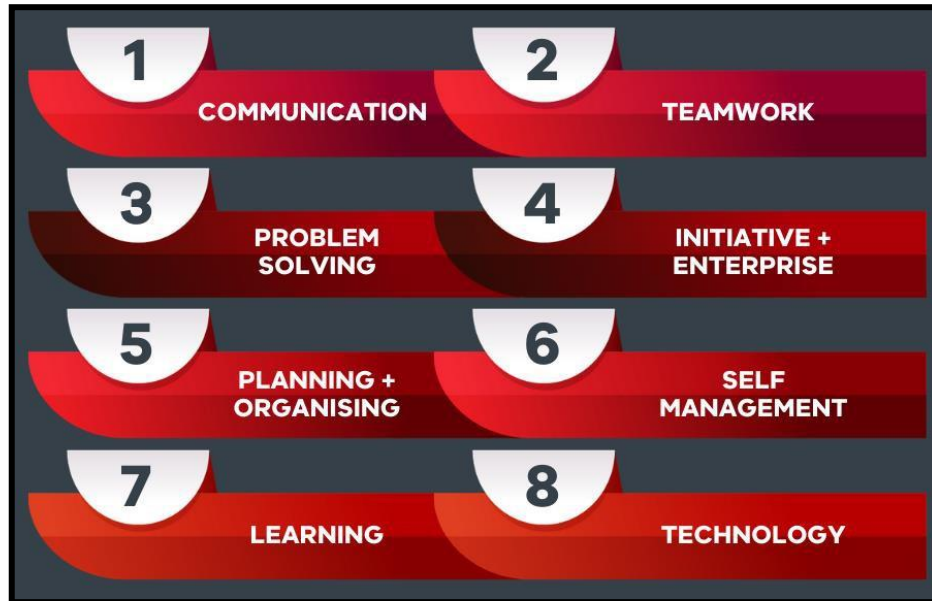 1
COMMUNICATION
2
TEAMWORK
3
PROBLEM
SOLVING
4
INITIATIVE +
ENTERPRISE
5
PLANNING +
ORGANISING
6
SELF
MANAGEMENT
7
LEARNING
8
TECHNOLOGY